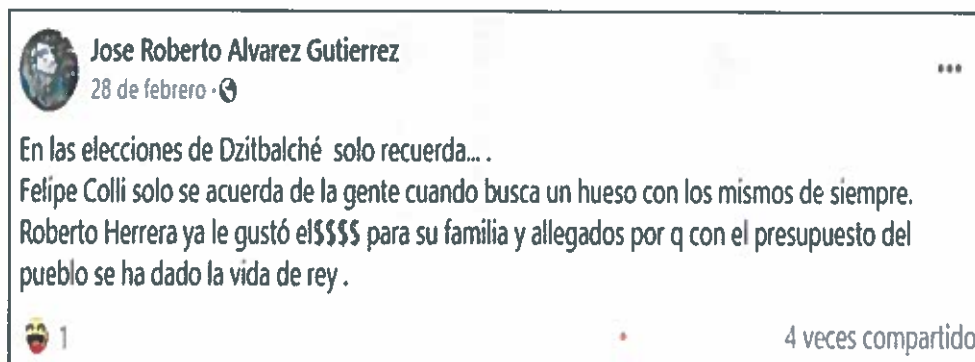 Jose Roberto Alvarez Gutierrez
28 de febrero ·
...
En las elecciones de Dzitbalché solo recuerda... .
Felipe Colli solo se acuerda de la gente cuando busca un hueso con los mismos de siempre.
Roberto Herrera ya le gustó el$$$$ para su familia y allegados por q con el presupuesto del
pueblo se ha dado la vida de rey .
1
4 veces compartido